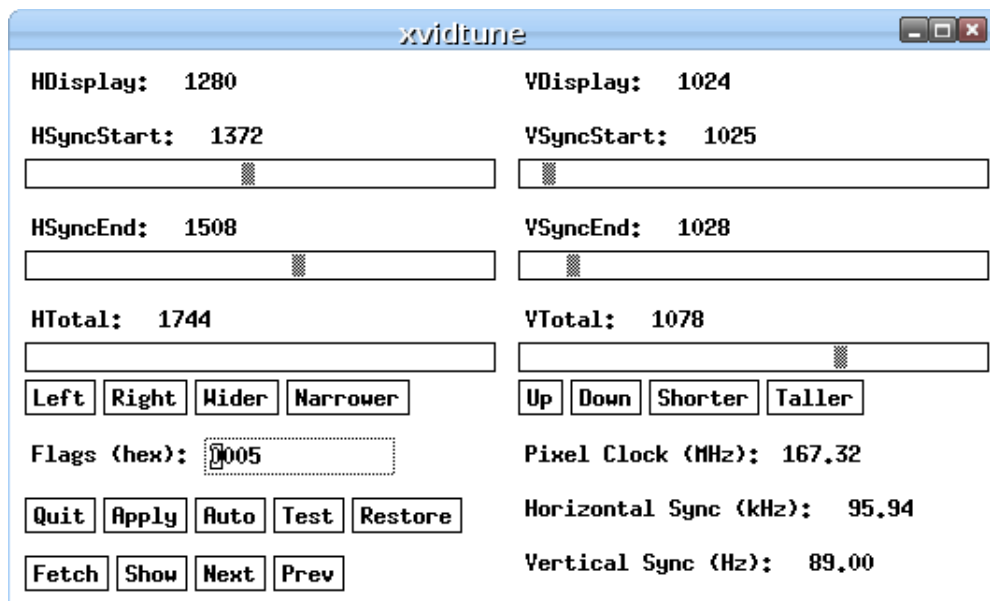 xvidtune
HDisplay: 1280
VDisplay: 1024
HSyncStart: 1372
VSyncStart: 1025
HSyncEnd: 1508
VSyncEnd: 1028
HTotal: 1744
VTotal: 1078
Left Right Wider Narrower
Up Down Shorter Taller
Flags (hex): 0005
Pixel Clock (MHz): 167.32
Quit Apply Auto Test Restore
Horizontal Sync (kHz): 95.94
Fetch Show Next Prev
Vertical Sync (Hz): 89.00